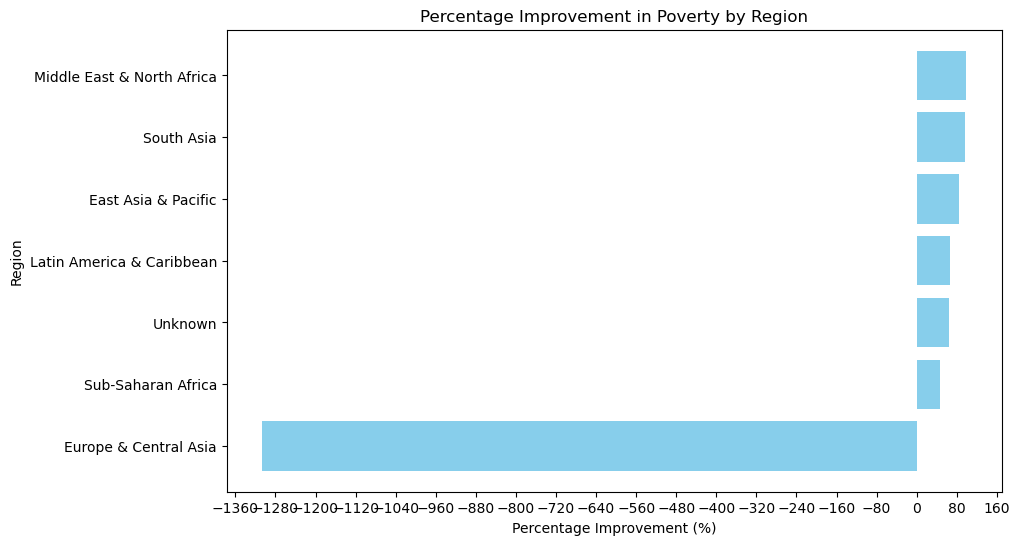 Percentage Improvement in Poverty by Region
Middle East & North Africa
South Asia
East Asia & Pacific
Latin America & Caribbean
Unknown
Sub-Saharan Africa
Europe & Central Asia
Region
−1360 −1280 −1200 −1120 −1040 −960 −880 −800 −720 −640 −560 −480 −400 −320 −240 −160 −80 0 80 160
Percentage Improvement (%)